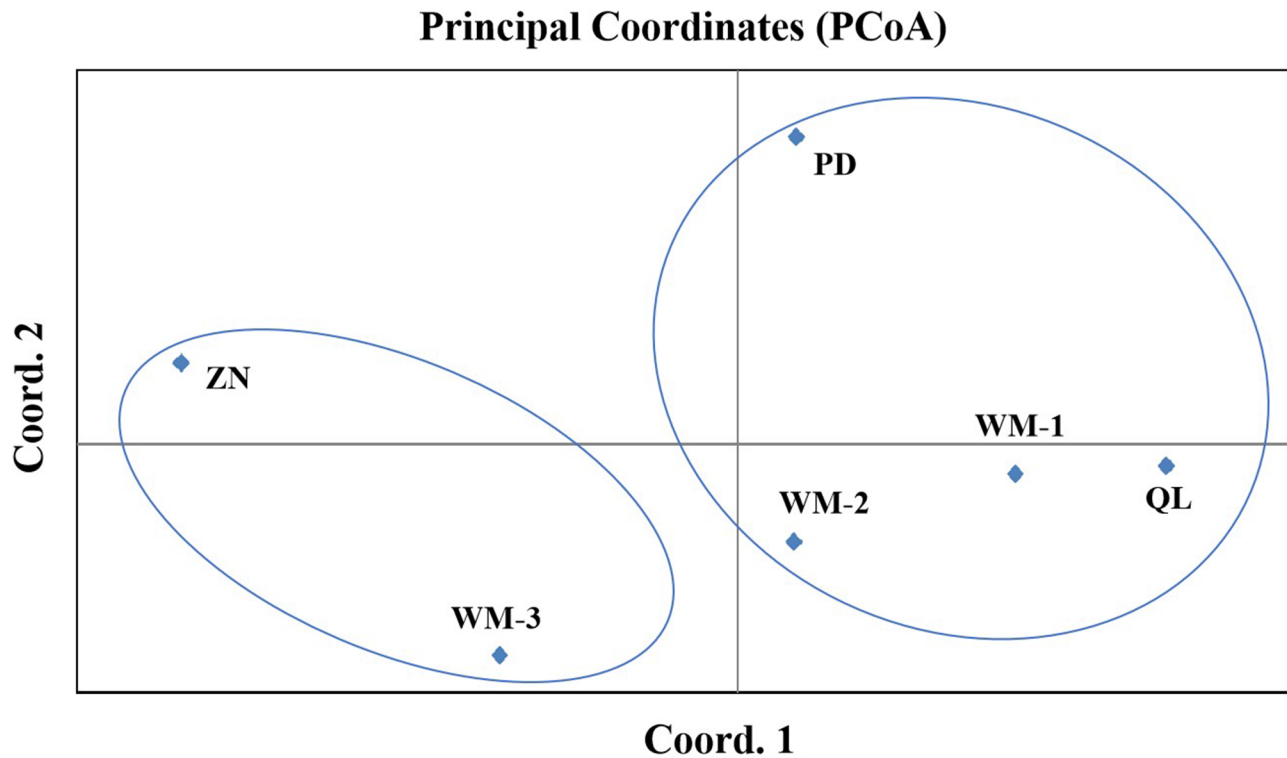 Principal Coordinates (PCoA)
PD
ZN
WM-1
QL
WM-2
WM-3
Coord. 2
Coord. 1